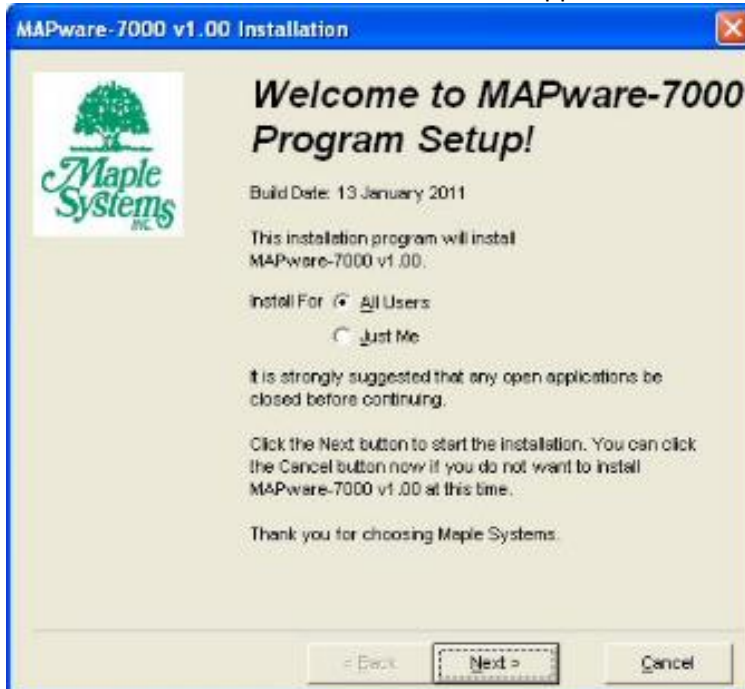 MAPware-7000 v1.00 Installation
Maple
Systems
INC.
Welcome to MAPware-7000
Program Setup!
Build Date: 13 January 2011
This installation program will install
MAPware-7000 v1.00.
Install For All Users
Just Me
It is strongly suggested that any open applications be
closed before continuing.
Click the Next button to start the installation. You can click
the Cancel button now if you do not want to install
MAPware-7000 v1.00 at this time.
Thank you for choosing Maple Systems.
< Back
Next >
Cancel